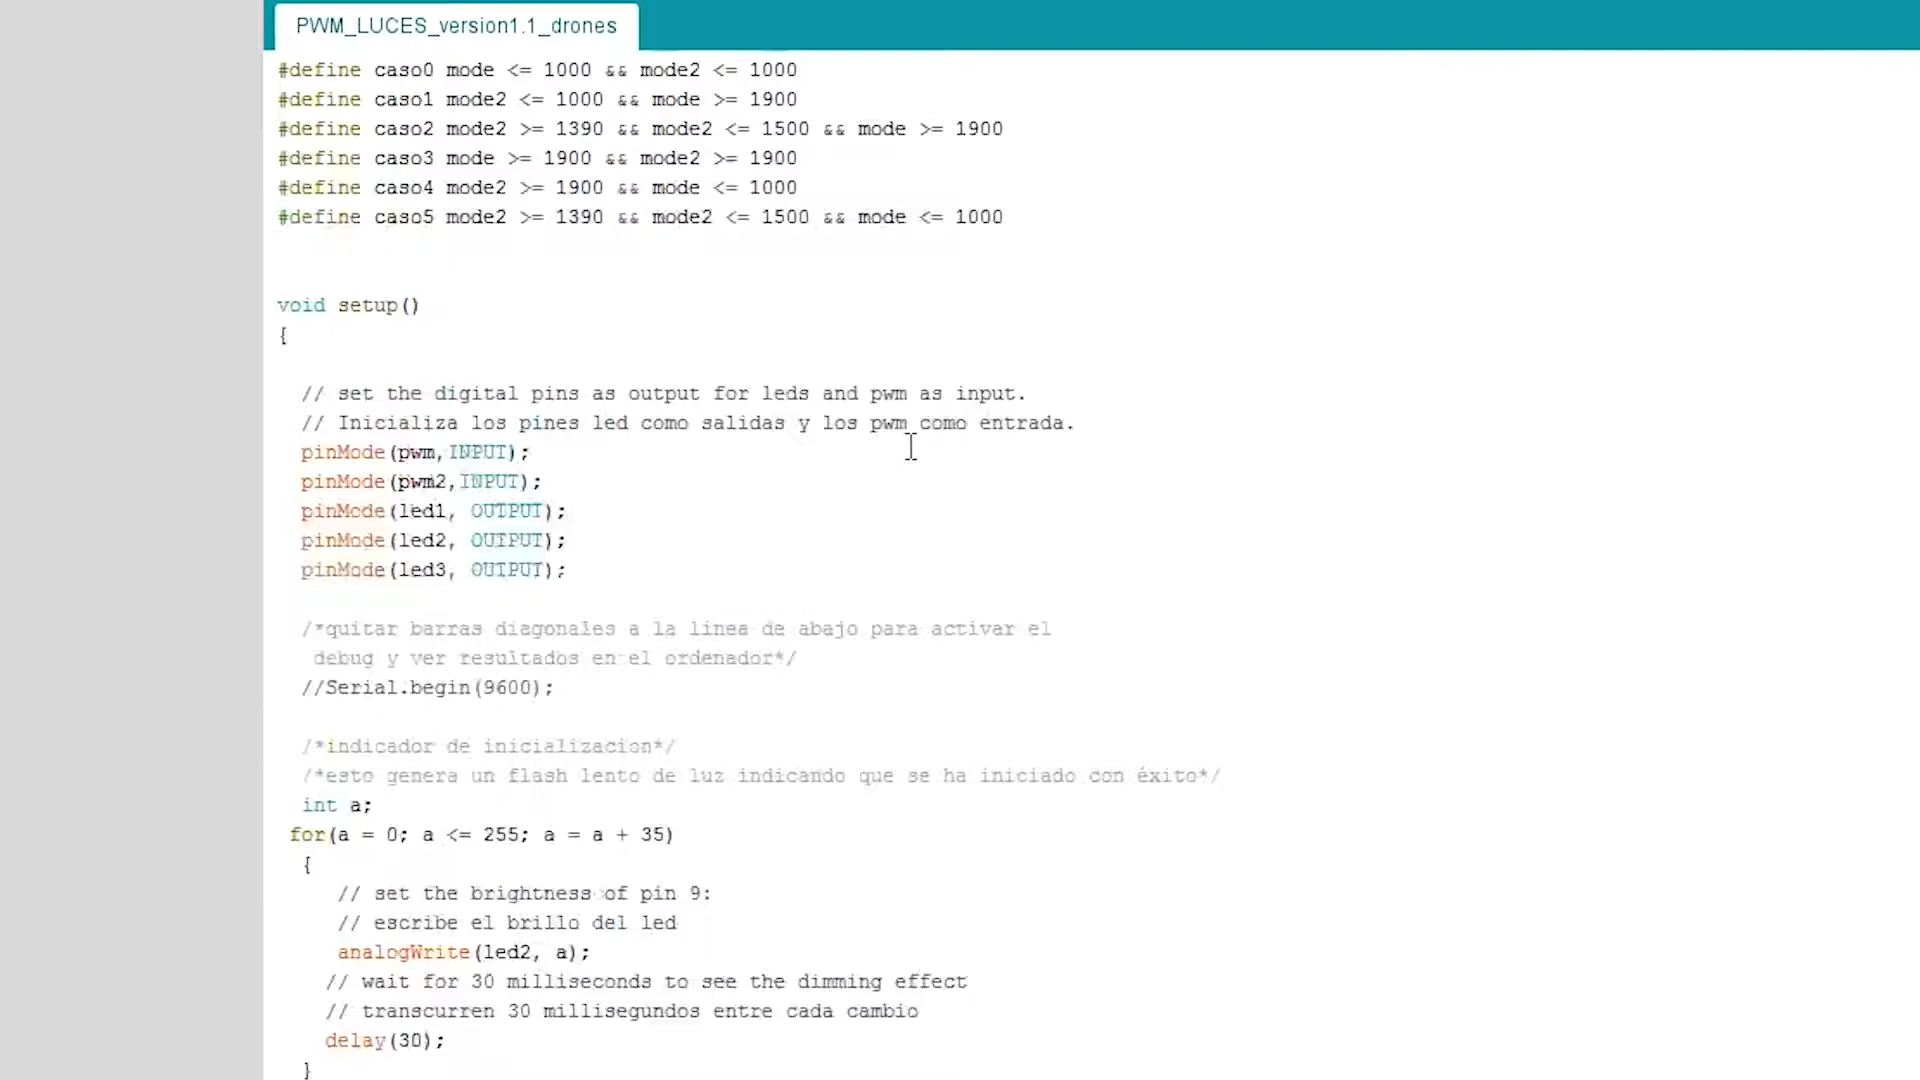 PWM_LUCES_version1.1_drones
#define caso0 mode <= 1000 && mode2 <= 1000
#define caso1 mode2 <= 1000 && mode >= 1900
#define caso2 mode2 >= 1390 && mode2 <= 1500 && mode >= 1900
#define caso3 mode >= 1900 && mode2 >= 1900
#define caso4 mode2 >= 1900 && mode <= 1000
#define caso5 mode2 >= 1390 && mode2 <= 1500 && mode <= 1000
void setup()
{
// set the digital pins as output for leds and pwm as input.
// Inicializa los pines led como salidas y los pwm como entrada.
pinMode(pwm,INPUT);
pinMode(pwm2,INPUT);
pinMode(led1, OUTPUT);
pinMode(led2, OUTPUT);
pinMode(led3, OUTPUT);
/*quitar barras diagonales a la linea de abajo para activar el
debug y ver resultados en el ordenador*/
//Serial.begin(9600);
/*indicador de inicializacion*/
/*esto genera un flash lento de luz indicando que se ha iniciado con éxito*/
int a;
for(a = 0; a <= 255; a = a + 35)
{
// set the brightness of pin 9:
// escribe el brillo del led
analogWrite(led2, a);
// wait for 30 milliseconds to see the dimming effect
// transcurren 30 millisegundos entre cada cambio
delay(30);
}